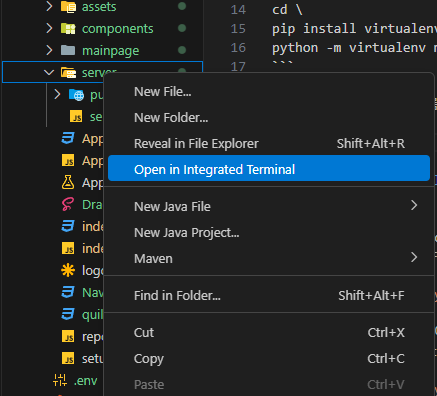 assets
components
mainpage
server
pu
se
App
App
App
Dra
inde
inde
logo
Nav
quil
repo
setu
.env
14 cd \
15 pip install virtualenv
16 python -m virtualenv
17 ```
New File...
New Folder...
Reveal in File Explorer Shift+Alt+R
Open in Integrated Terminal
New Java File
New Java Project...
Maven
Find in Folder... Shift+Alt+F
Cut Ctrl+X
Copy Ctrl+C
Paste Ctrl+V